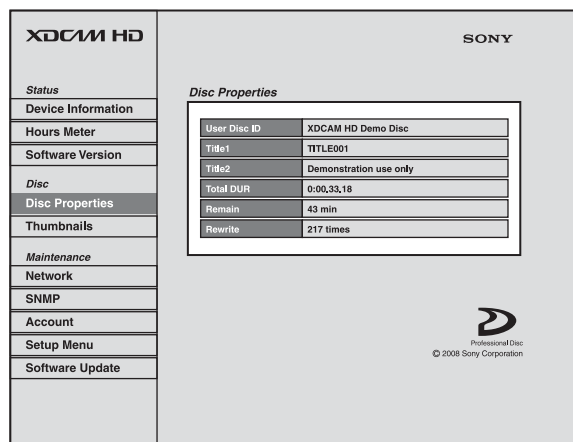 XDCAM HD
SONY
Status
Device Information
Hours Meter
Software Version
Disc
Disc Properties
Thumbnails
Maintenance
Network
SNMP
Account
Setup Menu
Software Update
Disc Properties
User Disc ID XDCAM HD Demo Disc
Title1 TITLE001
Title2 Demonstration use only
Total DUR 0:00,33,18
Remain 43 min
Rewrite 217 times
Professional Disc
© 2008 Sony Corporation